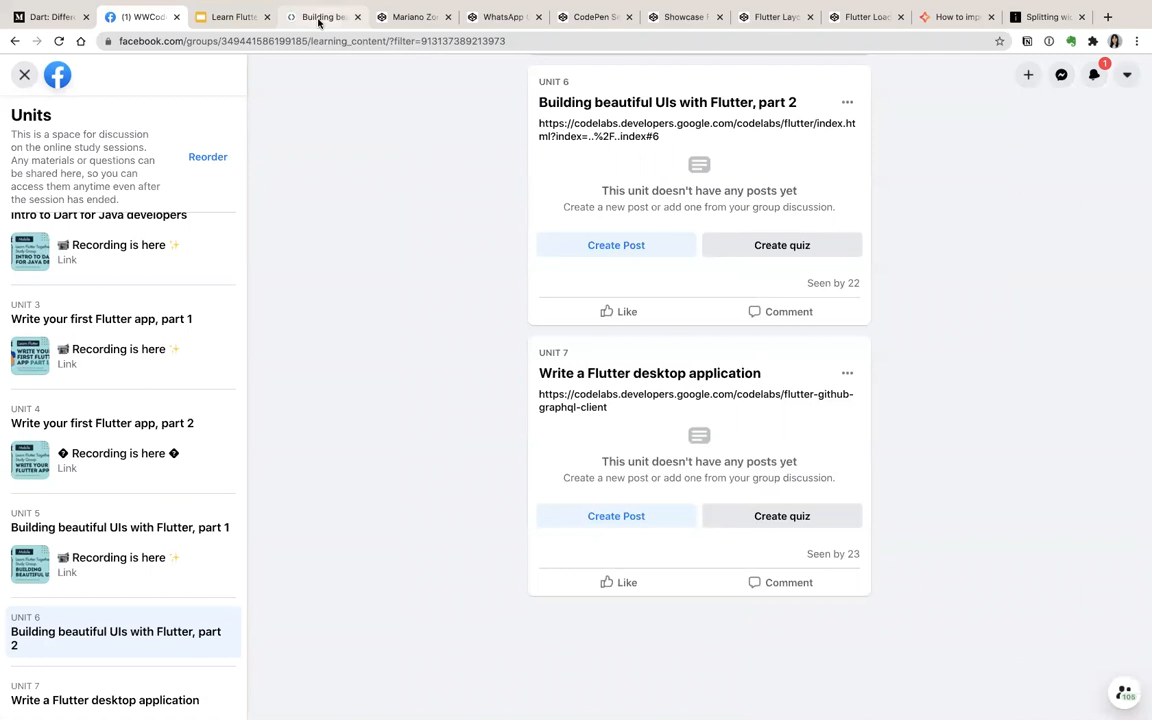 Dart: Differe
(1) WWCode
Learn Flutte
Building bea
Mariano Zor
WhatsApp C
CodePen S
Showcase F
Flutter Layo
Flutter Load
How to imp
Splitting wid
facebook.com/groups/349441586199185/learning_content/?filter=913137389213973
1
Units
This is a space for discussion
on the online study sessions.
Any materials or questions can
be shared here, so you can
access them anytime even after
the session has ended.
Reorder
Intro to Dart for Java developers
📹 Recording is here ✨
Link
UNIT 3
Write your first Flutter app, part 1
📹 Recording is here ✨
Link
UNIT 4
Write your first Flutter app, part 2
� Recording is here �
Link
UNIT 5
Building beautiful UIs with Flutter, part 1
📹 Recording is here ✨
Link
UNIT 6
Building beautiful UIs with Flutter, part
2
UNIT 7
Write a Flutter desktop application
UNIT 6
Building beautiful UIs with Flutter, part 2
https://codelabs.developers.google.com/codelabs/flutter/index.ht
ml?index=..%2F..index#6
This unit doesn't have any posts yet
Create a new post or add one from your group discussion.
Create Post
Create quiz
Seen by 22
Like
Comment
UNIT 7
Write a Flutter desktop application
https://codelabs.developers.google.com/codelabs/flutter-github-
graphql-client
This unit doesn't have any posts yet
Create a new post or add one from your group discussion.
Create Post
Create quiz
Seen by 23
Like
Comment